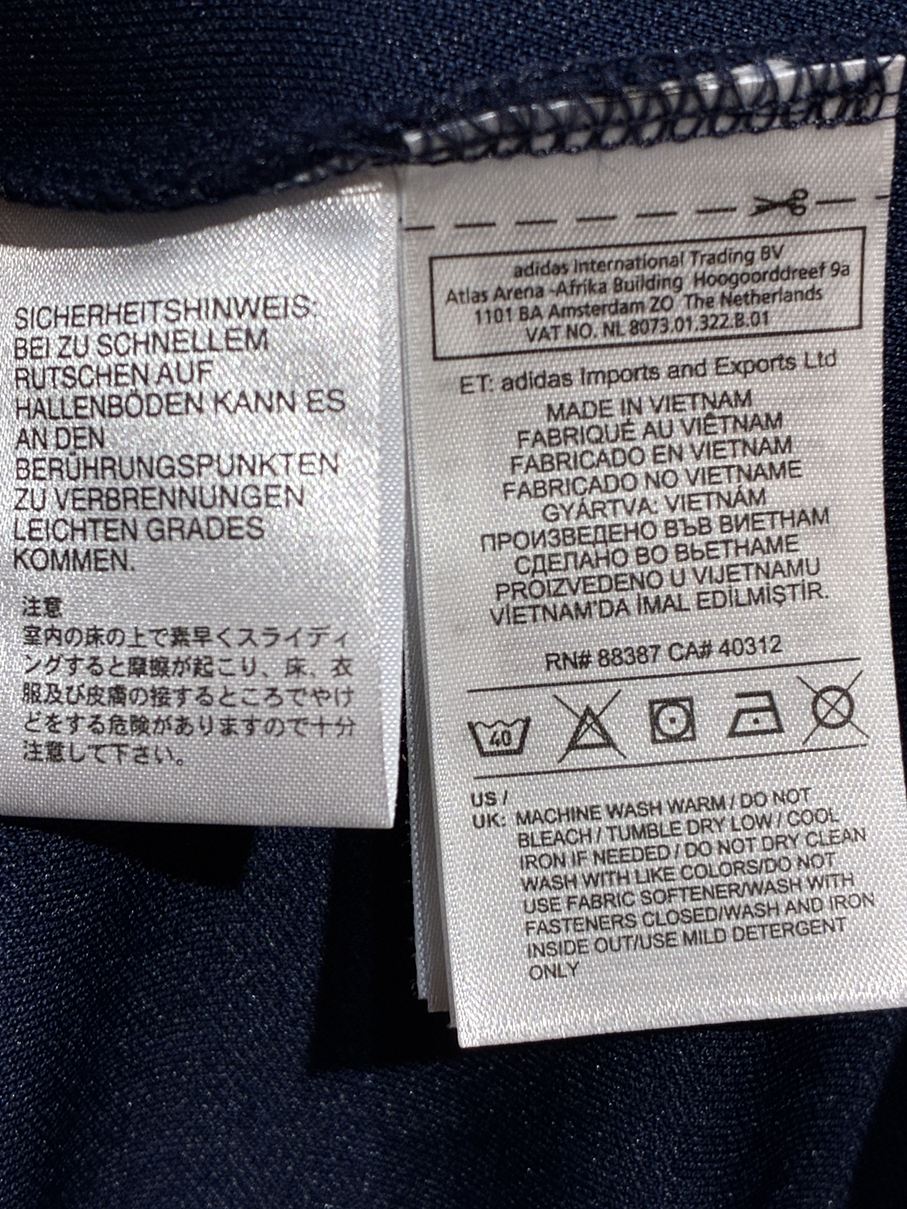 SICHERHEITSHINWEIS:
BEI ZU SCHNELLEM
RUTSCHEN AUF
HALLENBÖDEN KANN ES
AN DEN
BERÜHRUNGSPUNKTEN
ZU VERBRENNUNGEN
LEICHTEN GRADES
KOMMEN.
注意
室内の床の上で素早くスライディ
ングすると摩擦が起こり、床、衣
服及び皮膚の接するところでやけ
どをする危険がありますので十分
注意して下さい。
adidas International Trading BV
Atlas Arena -Afrika Building Hoogoorddreef 9a
1101 BA Amsterdam ZO The Netherlands
VAT NO. NL 8073.01.322.B.01
ET: adidas Imports and Exports Ltd
MADE IN VIETNAM
FABRIQUÉ AU VIÊTNAM
FABRICADO EN VIETNAM
FABRICADO NO VIETNAME
GYÁRTVA: VIETNÁM
ПРОИЗВЕДЕНО ВЪВ ВИЕТНАМ
СДЕЛАНО ВО ВЬЕТНАМЕ
PROIZVEDENO U VIJETNAMU
VİETNAM'DA İMAL EDİLMİŞTİR.
RN# 88387 CA# 40312
40
US /
UK: MACHINE WASH WARM / DO NOT
BLEACH / TUMBLE DRY LOW / COOL
IRON IF NEEDED / DO NOT DRY CLEAN
WASH WITH LIKE COLORS/DO NOT
USE FABRIC SOFTENER/WASH WITH
FASTENERS CLOSED/WASH AND IRON
INSIDE OUT/USE MILD DETERGENT
ONLY